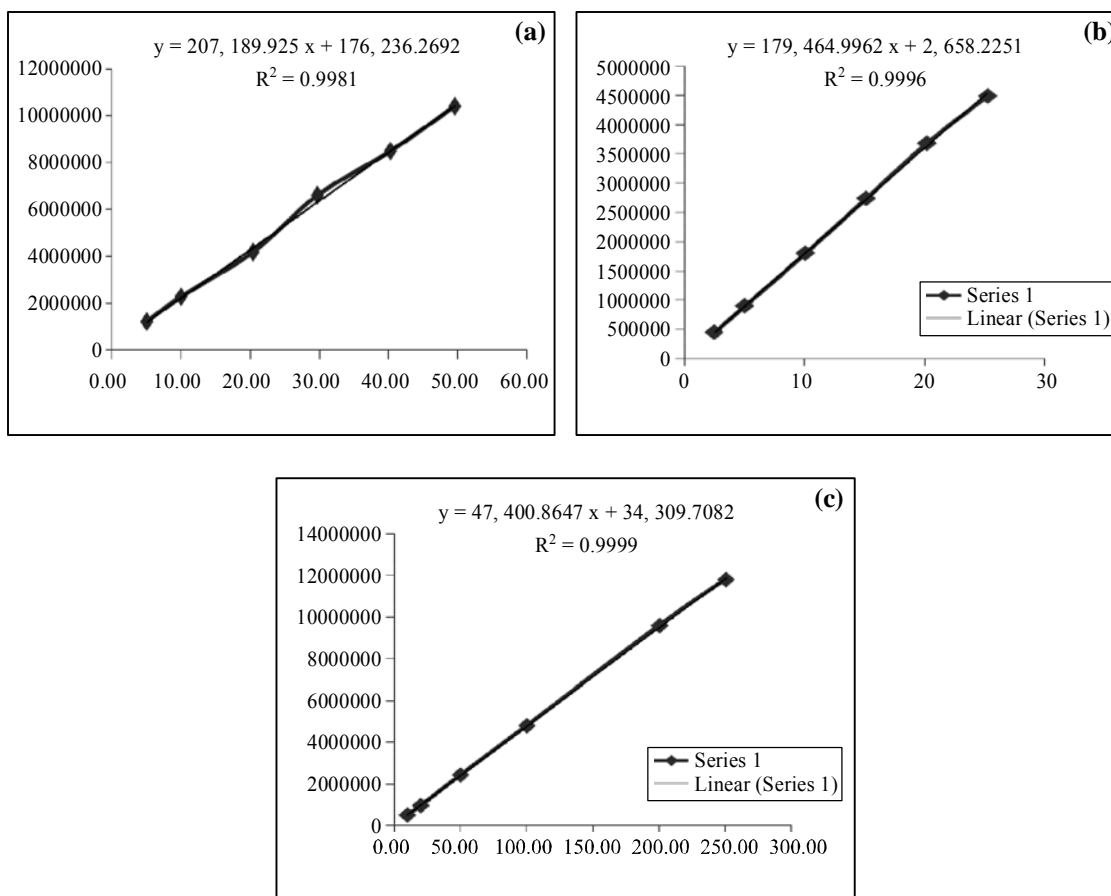 (a)
y = 207, 189.925 x + 176, 236.2692
R² = 0.9981
12000000
10000000
8000000
6000000
4000000
2000000
0
0.00 10.00 20.00 30.00 40.00 50.00 60.00
(b)
y = 179, 464.9962 x + 2, 658.2251
R² = 0.9996
5000000
4500000
4000000
3500000
3000000
2500000
2000000
1500000
1000000
500000
0
Series 1
Linear (Series 1)
0 10 20 30
(c)
y = 47, 400.8647 x + 34, 309.7082
R² = 0.9999
14000000
12000000
10000000
8000000
6000000
4000000
2000000
0
Series 1
Linear (Series 1)
0.00 50.00 100.00 150.00 200.00 250.00 300.00